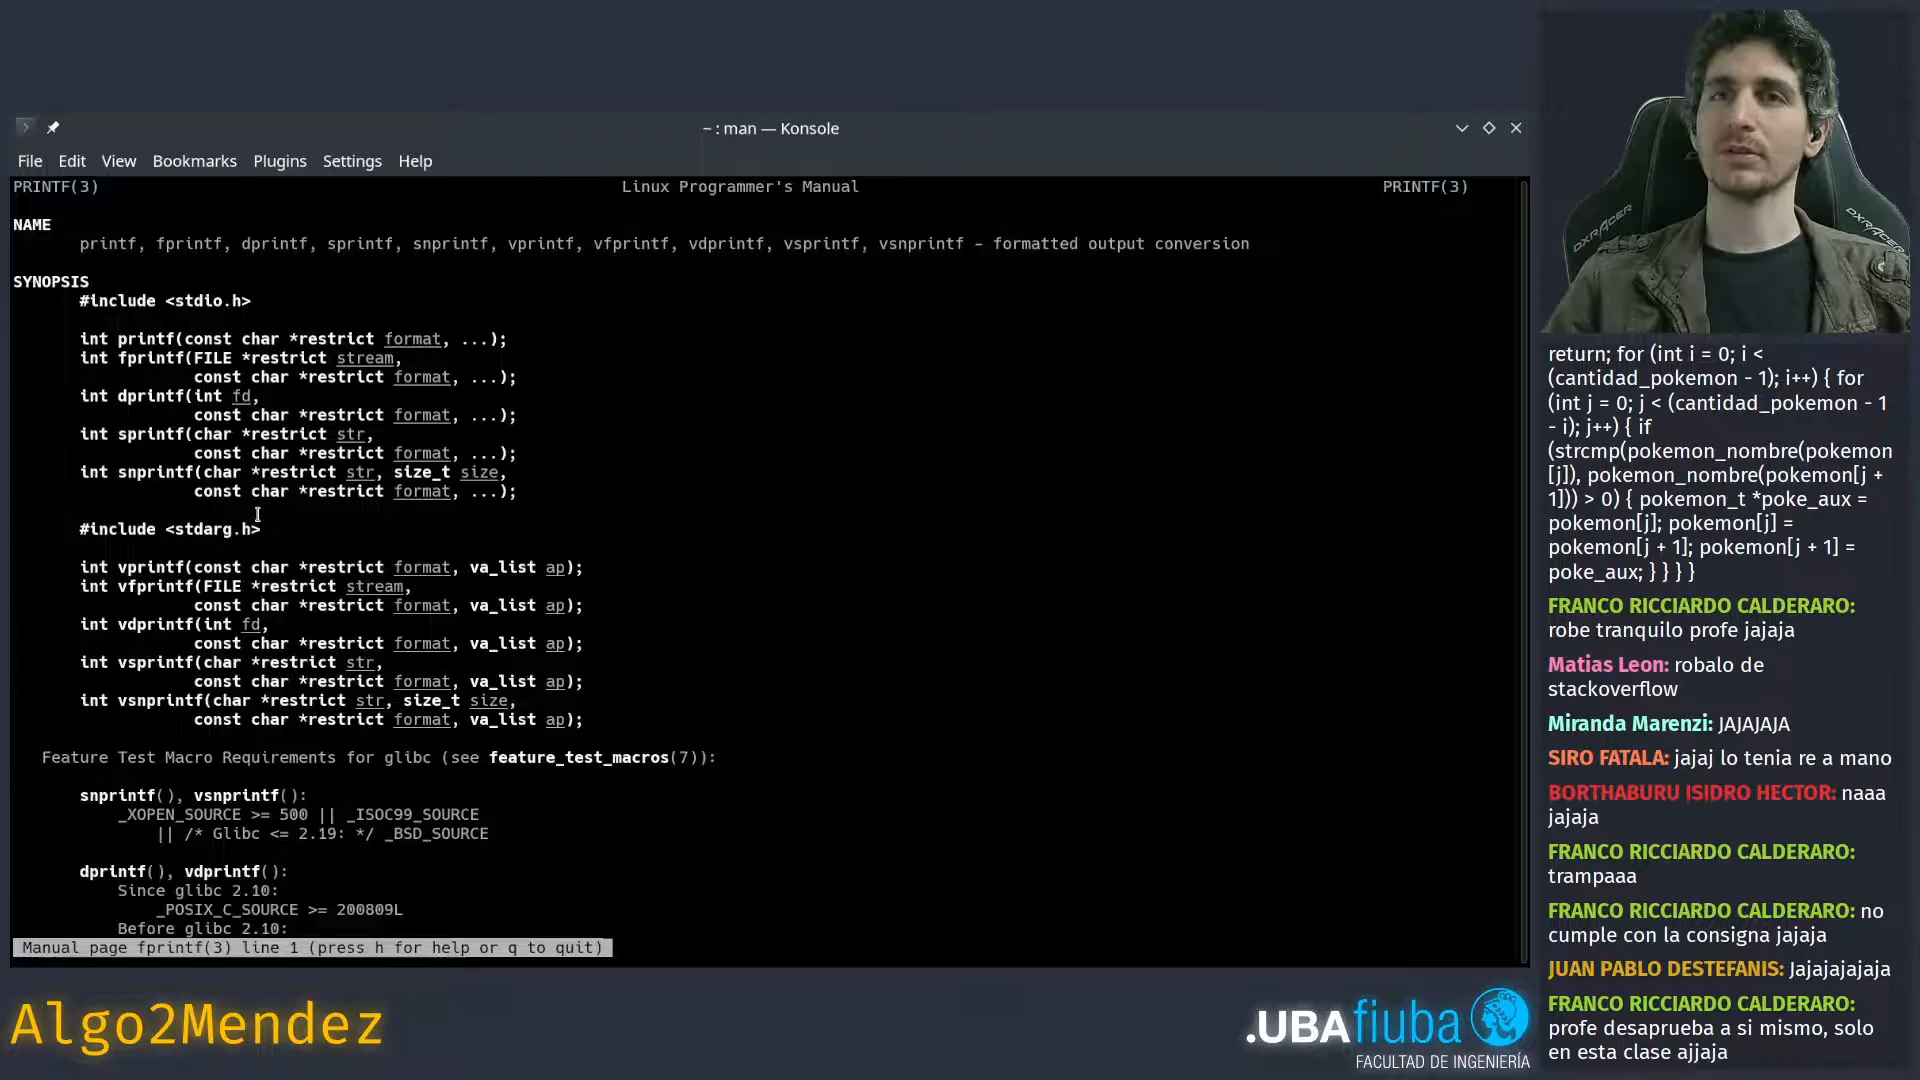 ~ : man — Konsole
File Edit View Bookmarks Plugins Settings Help
PRINTF(3) Linux Programmer's Manual PRINTF(3)
NAME
printf, fprintf, dprintf, sprintf, snprintf, vprintf, vfprintf, vdprintf, vsprintf, vsnprintf - formatted output conversion
SYNOPSIS
#include <stdio.h>
int printf(const char *restrict format, ...);
int fprintf(FILE *restrict stream,
const char *restrict format, ...);
int dprintf(int fd,
const char *restrict format, ...);
int sprintf(char *restrict str,
const char *restrict format, ...);
int snprintf(char *restrict str, size_t size,
const char *restrict format, ...);
#include <stdarg.h>
int vprintf(const char *restrict format, va_list ap);
int vfprintf(FILE *restrict stream,
const char *restrict format, va_list ap);
int vdprintf(int fd,
const char *restrict format, va_list ap);
int vsprintf(char *restrict str,
const char *restrict format, va_list ap);
int vsnprintf(char *restrict str, size_t size,
const char *restrict format, va_list ap);
Feature Test Macro Requirements for glibc (see feature_test_macros(7)):
snprintf(), vsnprintf():
_XOPEN_SOURCE >= 500 || _ISOC99_SOURCE
|| /* Glibc <= 2.19: */ _BSD_SOURCE
dprintf(), vdprintf():
Since glibc 2.10:
_POSIX_C_SOURCE >= 200809L
Before glibc 2.10:
Manual page fprintf(3) line 1 (press h for help or q to quit)
DXRACER
DXRACER
return; for (int i = 0; i <
(cantidad_pokemon - 1); i++) { for
(int j = 0; j < (cantidad_pokemon - 1
- i); j++) { if
(strcmp(pokemon_nombre(pokemon
[j]), pokemon_nombre(pokemon[j +
1])) > 0) { pokemon_t *poke_aux =
pokemon[j]; pokemon[j] =
pokemon[j + 1]; pokemon[j + 1] =
poke_aux; } } } }
FRANCO RICCIARDO CALDERARO:
robe tranquilo profe jajaja
Matias Leon: robalo de
stackoverflow
Miranda Marenzi: JAJAJAJA
SIRO FATALA: jajaj lo tenia re a mano
BORTHABURU ISIDRO HECTOR: naaa
jajaja
FRANCO RICCIARDO CALDERARO:
trampaaa
FRANCO RICCIARDO CALDERARO: no
cumple con la consigna jajaja
JUAN PABLO DESTEFANIS: Jajajajajaja
FRANCO RICCIARDO CALDERARO:
profe desaprueba a si mismo, solo
en esta clase ajjaja
Algo2Mendez
.UBAfiuba
FACULTAD DE INGENIERÍA